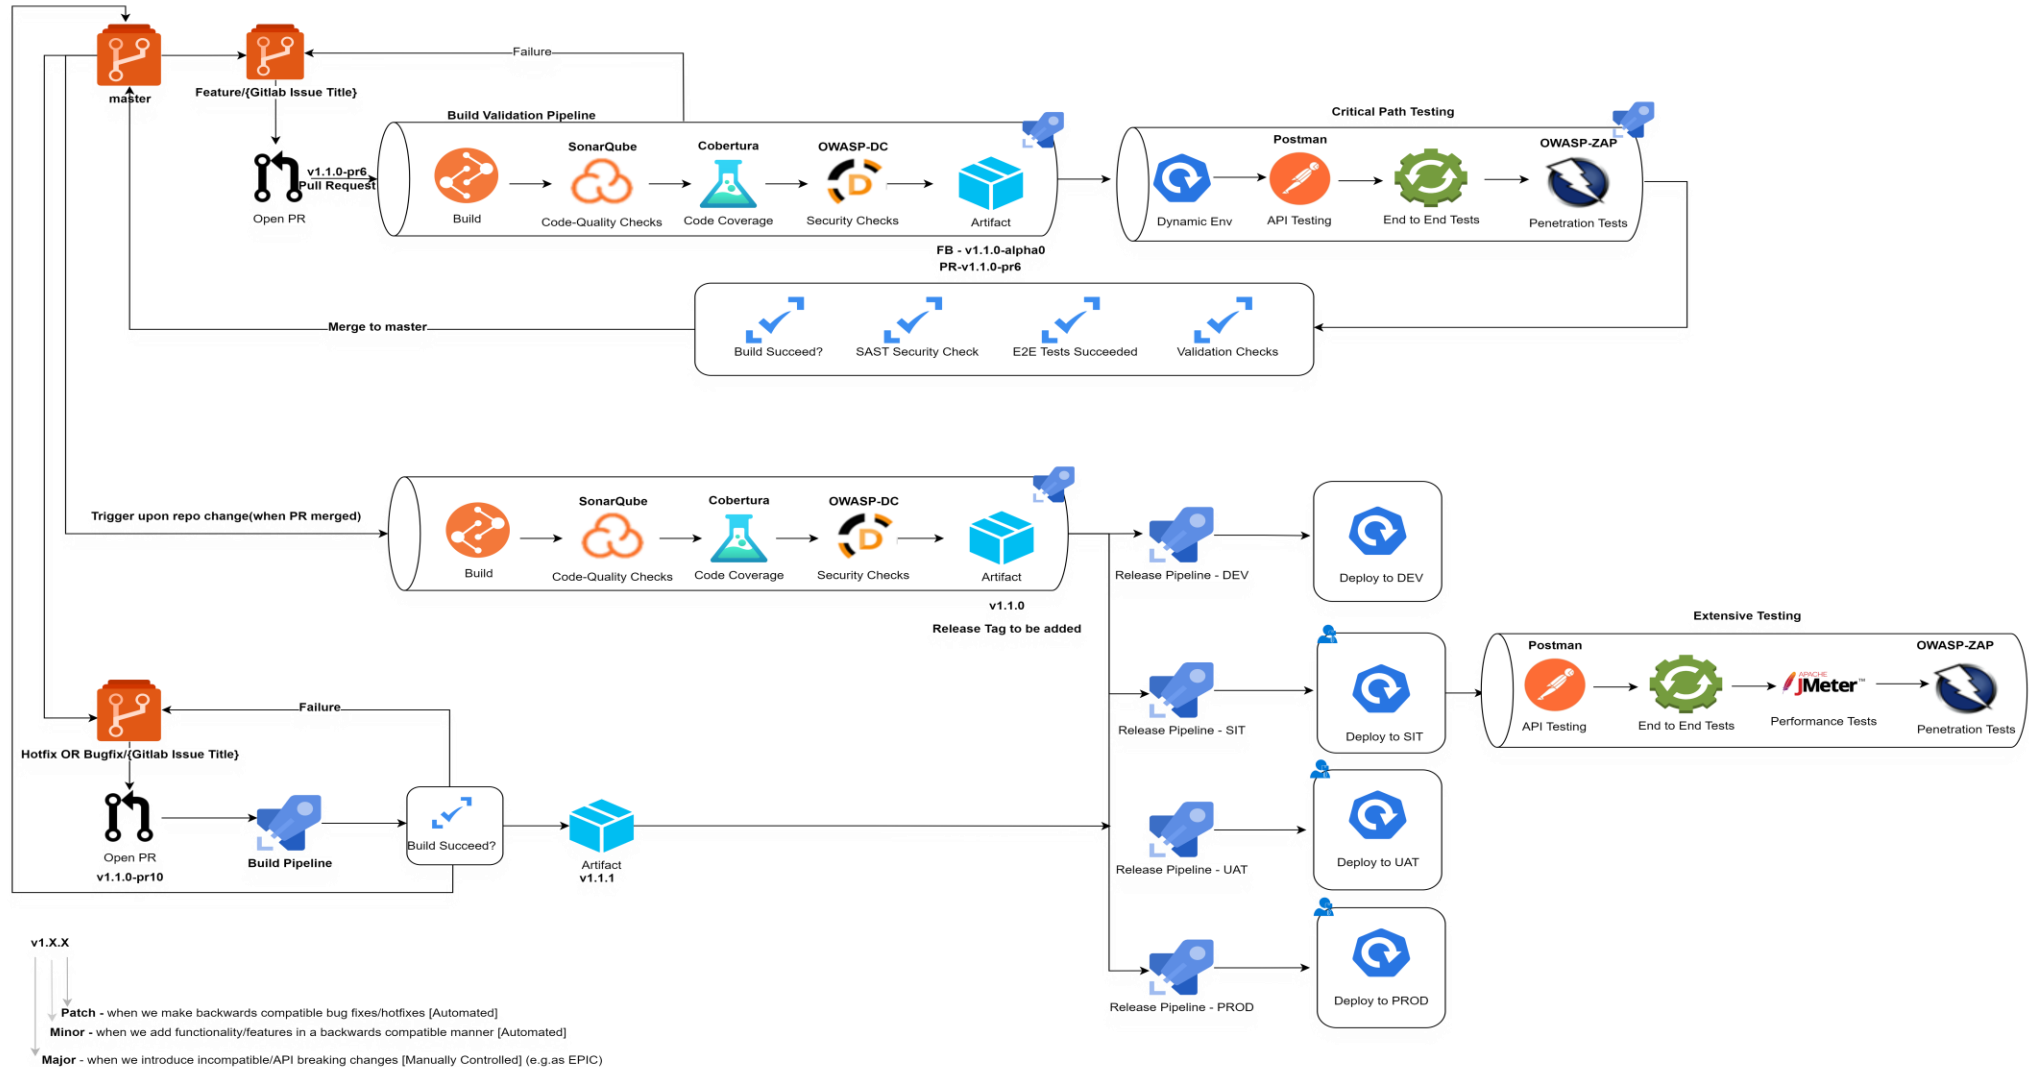 master
Feature/{Gitlab Issue Title}
Failure
Open PR
v1.1.0-pr6
Pull Request
Build Validation Pipeline
Build
SonarQube
Code-Quality Checks
Cobertura
Code Coverage
OWASP-DC
Security Checks
Artifact
FB - v1.1.0-alpha0
PR-v1.1.0-pr6
Critical Path Testing
Dynamic Env
Postman
API Testing
End to End Tests
OWASP-ZAP
Penetration Tests
Merge to master
Build Succeed?
SAST Security Check
E2E Tests Succeeded
Validation Checks
Trigger upon repo change(when PR merged)
Build
SonarQube
Code-Quality Checks
Cobertura
Code Coverage
OWASP-DC
D
Security Checks
Artifact
v1.1.0
Release Tag to be added
Release Pipeline - DEV
Deploy to DEV
Release Pipeline - SIT
Deploy to SIT
Extensive Testing
Postman
API Testing
End to End Tests
APACHE
JMeter™
Performance Tests
OWASP-ZAP
Penetration Tests
Hotfix OR Bugfix/{Gitlab Issue Title}
Failure
Open PR
v1.1.0-pr10
Build Pipeline
Build Succeed?
Artifact
v1.1.1
Release Pipeline - UAT
Deploy to UAT
Release Pipeline - PROD
Deploy to PROD
v1.X.X
Patch - when we make backwards compatible bug fixes/hotfixes [Automated]
Minor - when we add functionality/features in a backwards compatible manner [Automated]
Major - when we introduce incompatible/API breaking changes [Manually Controlled] (e.g.as EPIC)